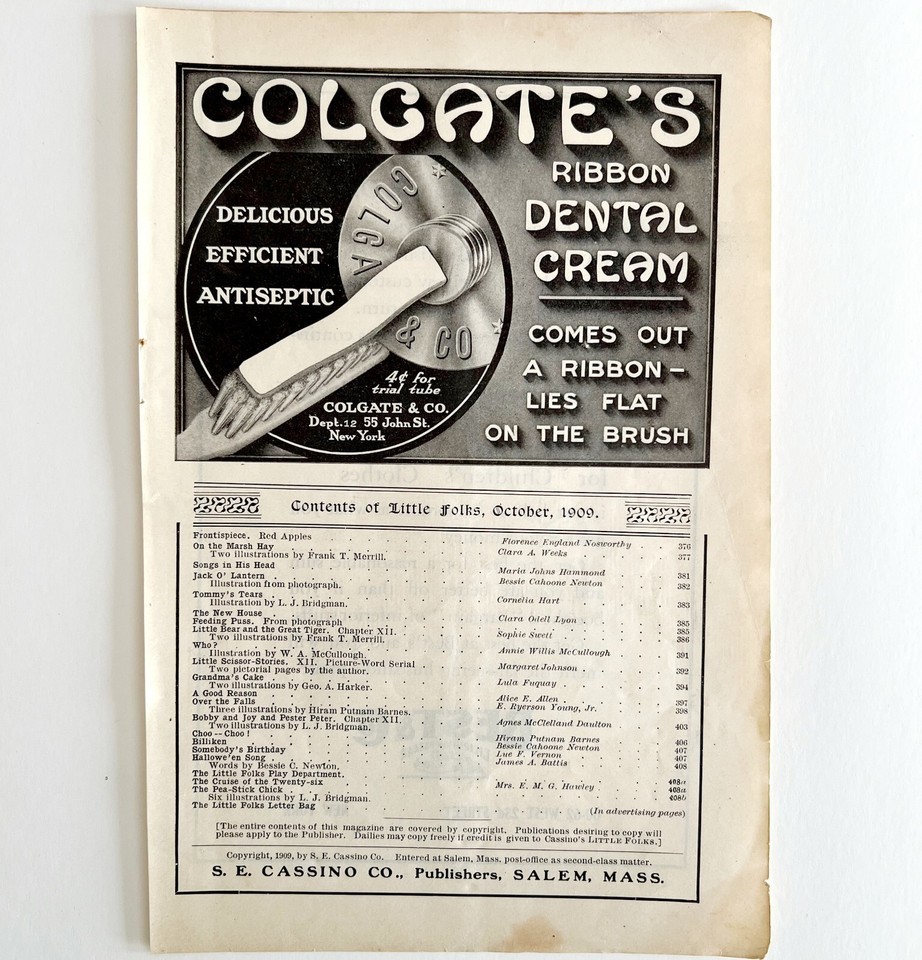 COLGATE'S
RIBBON
DENTAL
CREAM
COMES OUT
A RIBBON –
LIES FLAT
ON THE BRUSH
DELICIOUS
EFFICIENT
ANTISEPTIC
COLGA
& CO
4¢ for
trial tube
COLGATE & CO.
Dept. 12 55 John St.
New York
Contents of Little Folks, October, 1909.
Frontispiece. Red Apples . . . Florence England Nosworthy . . 376
On the Marsh Hay . . . Clara A. Weeks . . . 377
Two illustrations by Frank T. Merrill.
Songs in His Head . . . Maria Johns Hammond . . . 381
Jack O' Lantern . . . Bessie Cahoone Newton . . . 382
Illustration from photograph.
Tommy's Tears . . . Cornelia Hart . . . 383
Illustration by L. J. Bridgman.
The New House . . . Clara Odell Lyon . . . 385
Feeding Puss. From photograph . . . 385
Little Bear and the Great Tiger. Chapter XII. . . . Sophie Swett . . . 386
Two illustrations by Frank T. Merrill.
Who? . . . Annie Willis McCullough . . . 391
Illustration by W. A. McCullough.
Little Scissor-Stories. XII. Picture-Word Serial . . . Margaret Johnson . . . 392
Two pictorial pages by the author.
Grandma's Cake . . . Lula Fuquay . . . 394
Two illustrations by Geo. A. Harker.
A Good Reason . . . Alice E. Allen . . . 397
Over the Falls . . . E. Ryerson Young, Jr. . . . 398
Three illustrations by Hiram Putnam Barnes.
Bobby and Joy and Pester Peter. Chapter XII. . . . Agnes McClelland Daulton . . . 403
Two illustrations by L. J. Bridgman.
Choo -- Choo ! . . . Hiram Putnam Barnes . . . 406
Billiken . . . Bessie Cahoone Newton . . . 407
Somebody's Birthday . . . Lue F. Vernon . . . 407
Hallowe'en Song . . . James A. Battis . . . 408
Words by Bessie C. Newton.
The Little Folks Play Department.
The Cruise of the Twenty-six . . . 408a
The Pea-Stick Chick . . . Mrs. E. M. G. Hawley . . . 408a
Six illustrations by L. J. Bridgman. 408b
The Little Folks Letter Bag . . . (In advertising pages)
[The entire contents of this magazine are covered by copyright. Publications desiring to copy will
please apply to the Publisher. Dailies may copy freely if credit is given to Cassino's LITTLE FOLKS.]
Copyright, 1909, by S. E. Cassino Co. Entered at Salem, Mass. post-office as second-class matter.
S. E. CASSINO CO., Publishers, SALEM, MASS.